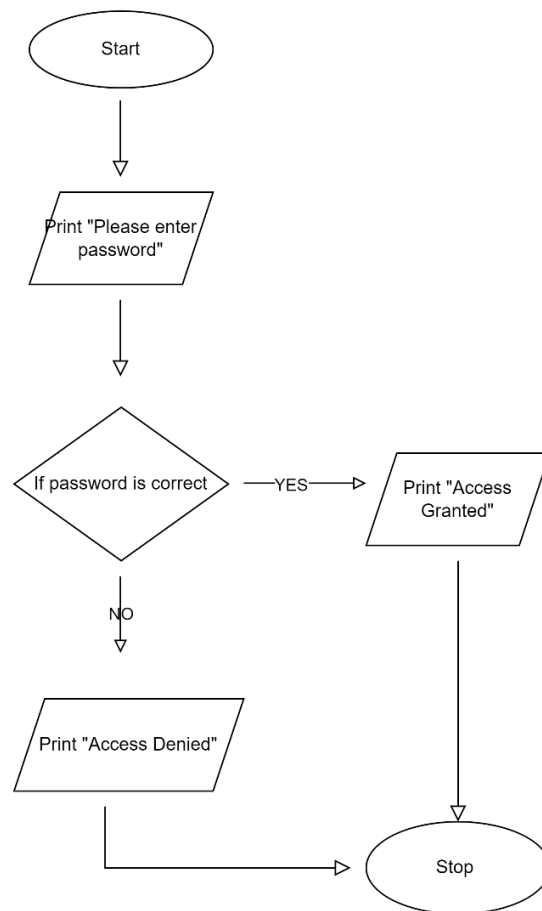 Start
Print "Please enter
password"
If password is correct
YES
Print "Access
Granted"
NO
Print "Access Denied"
Stop